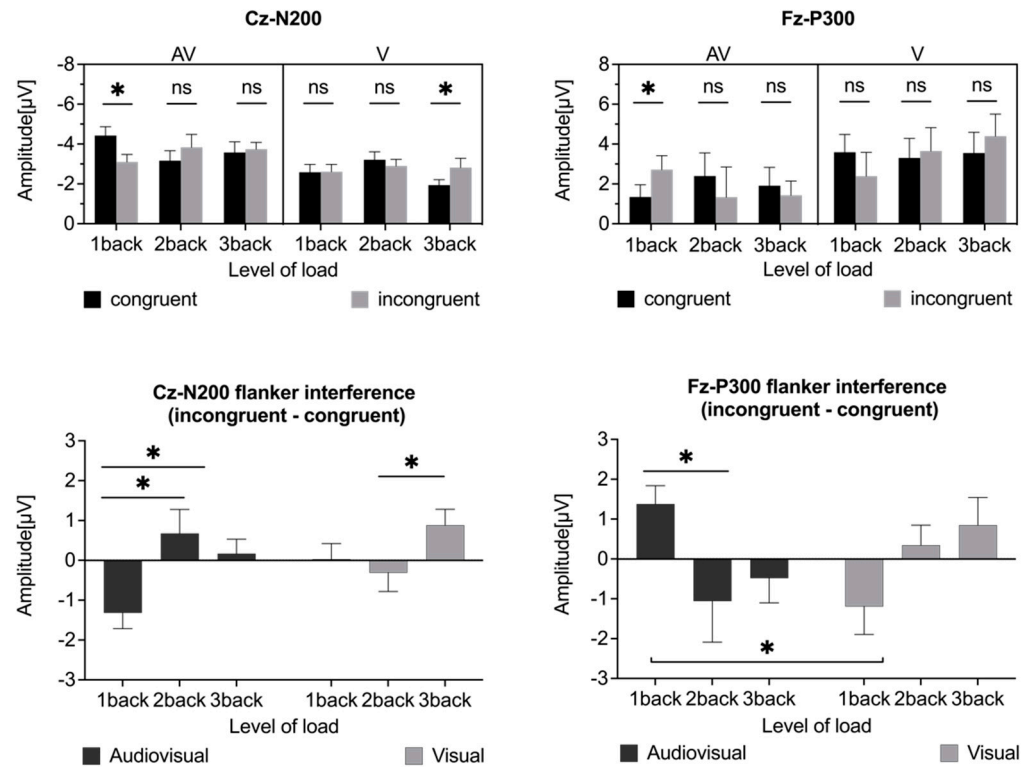 Cz-N200
AV V
-8
-6
-4
-2
0
Amplitude[µV]
* ns ns ns ns *
1back 2back 3back 1back 2back 3back
Level of load
congruent incongruent
Fz-P300
AV V
8
6
4
2
0
Amplitude[µV]
* ns ns ns ns ns
1back 2back 3back 1back 2back 3back
Level of load
congruent incongruent
Cz-N200 flanker interference
(incongruent - congruent)
3
2
1
0
-1
-2
-3
Amplitude[µV]
*
*
*
1back 2back 3back 1back 2back 3back
Level of load
Audiovisual Visual
Fz-P300 flanker interference
(incongruent - congruent)
3
2
1
0
-1
-2
-3
Amplitude[µV]
*
*
1back 2back 3back 1back 2back 3back
Level of load
Audiovisual Visual